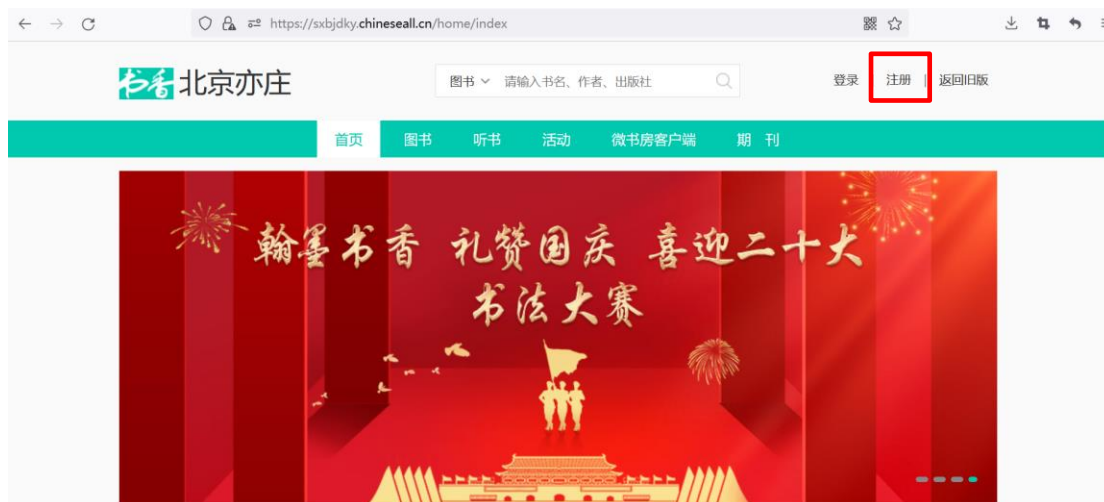 https://sxbjdky.chineseall.cn/home/index
书香 北京亦庄 图书 请输入书名、作者、出版社 登录 注册 | 返回旧版
首页 图书 听书 活动 微书房客户端 期 刊
翰墨书香 礼赞国庆 喜迎二十大
书法大赛